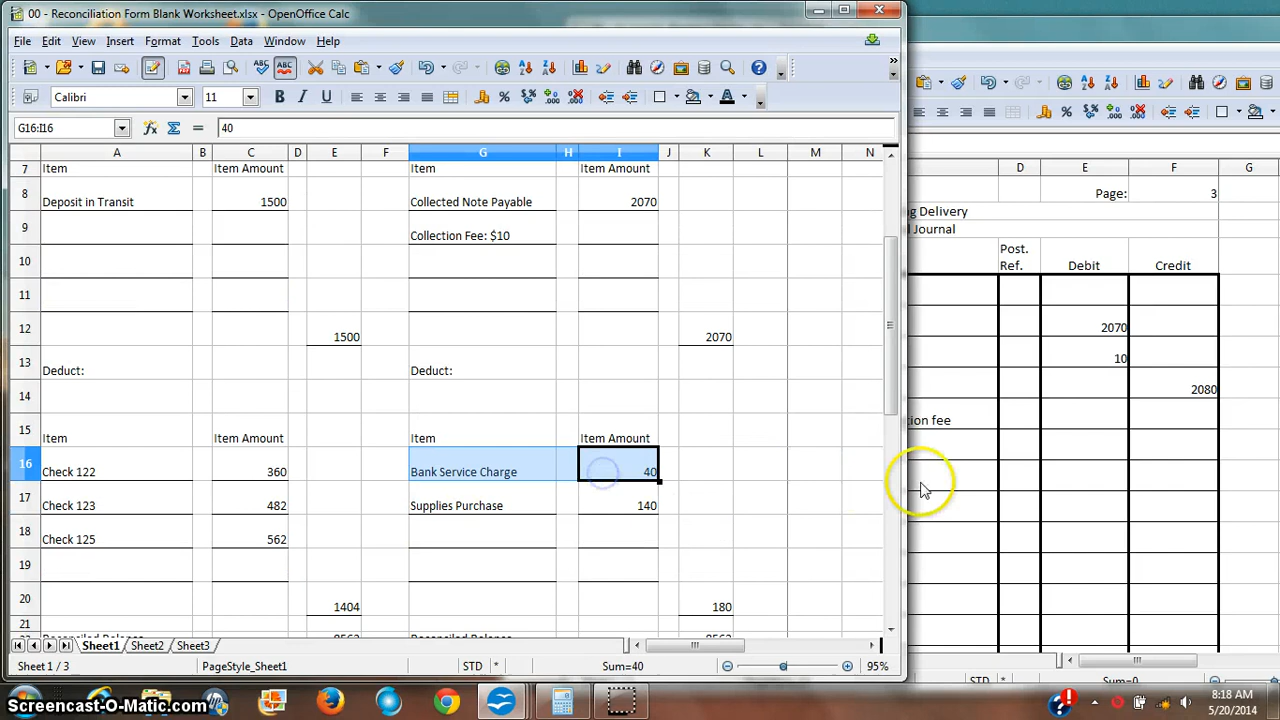 00 - Reconciliation Form Blank Worksheet.xlsx - OpenOffice Calc
File Edit View Insert Format Tools Data Window Help
Calibri 11
G16:I16 40
A B C D E F G H I J K L M N
7 Item Item Amount Item Item Amount
8 Deposit in Transit 1500 Collected Note Payable 2070
9 Collection Fee: $10
10
11
12 1500 2070
13 Deduct: Deduct:
14
15 Item Item Amount Item Item Amount
16 Check 122 360 Bank Service Charge 40
17 Check 123 482 Supplies Purchase 140
18 Check 125 562
19
20 1404 180
21
Sheet1 Sheet2 Sheet3
Sheet 1 / 3 PageStyle_Sheet1 STD * Sum=40 95%
D E F G
Page: 3
g Delivery
l Journal
Post.
Ref. Debit Credit
2070
10
2080
tion fee
STD * Sum=0
Screencast-O-Matic.com
8:18 AM
5/20/2014